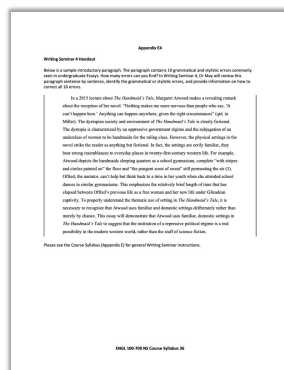 Appendix E4
Writing Seminar 4 Handout
Below is a sample introductory paragraph. The paragraph contains 10 grammatical and stylistic errors commonly
seen in undergraduate Essays. How many errors can you find? In Writing Seminar 4, Dr May will review this
paragraph sentence by sentence, identify the grammatical or stylistic errors, and provide information on how to
correct all 10 errors.
In a 2015 lecture about The Handmaid's Tale, Margaret Atwood makes a revealing remark
about the reception of her novel. "Nothing makes me more nervous than people who say, 'It
can't happen here.' Anything can happen anywhere, given the right circumstances" (qtd. in
Miller). The dystopian society and environment of The Handmaid's Tale is clearly fictional.
The dystopia is characterized by an oppressive government regime and the subjugation of an
underclass of women to be handmaids for the ruling class. However, the physical settings is the
novel strike the reader as anything but fictional. In fact, the settings are eerily familiar, they
bear strong resemblances to everyday places in twenty-first-century western life. For example,
Atwood depicts the handmaids sleeping quarters as a school gymnasium, complete "with stripes
and circles painted on" the floor and "the pungent scent of sweat" still permeating the air (3).
Offred, the narrator, can't help but think back to a time in her youth when she attended school
dances in similar gymnasiums. This emphasizes the relatively brief length of time that has
elapsed between Offred's previous life as a free woman and her new life under Gileadean
captivity. To properly understand the thematic use of setting in The Handmaid's Tale, it is
necessary to recognize that Atwood uses familiar and domestic settings deliberately rather than
merely by chance. This essay will demonstrate that Atwood uses familiar, domestic settings in
The Handmaid's Tale to suggest that the institution of a repressive political regime is a real
possibility in the modern western world, rather than the stuff of science fiction.
Please see the Course Syllabus (Appendix E) for general Writing Seminar instructions.
ENGL 100-700 NS Course Syllabus 36